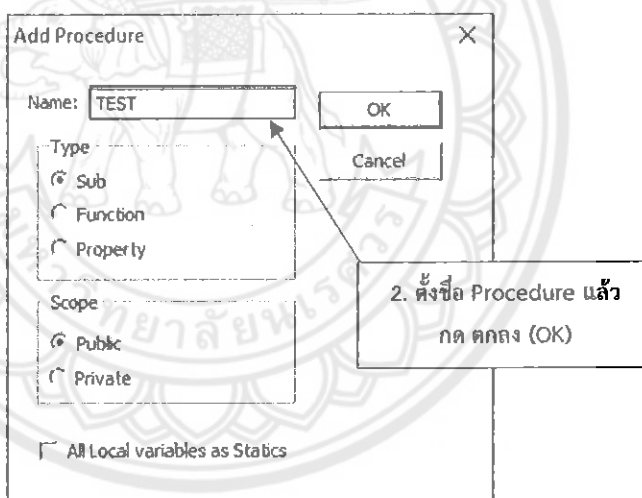 Add Procedure
Name: TEST
OK
Cancel
Type
Sub
Function
Property
Scope
Public
Private
All Local variables as Statics
2. ตั้งชื่อ Procedure แล้ว
กด ตกลง (OK)